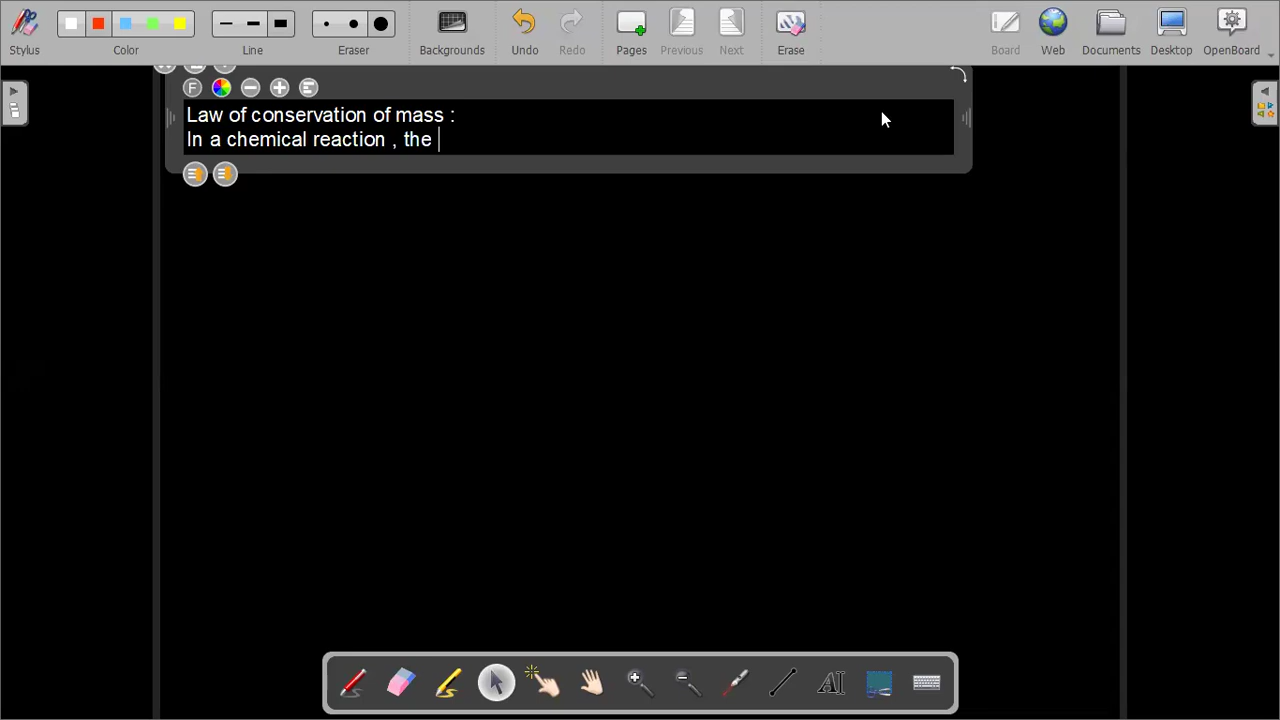 Stylus
Color
Line
Eraser
Backgrounds
Undo
Redo
Pages
Previous
Next
Erase
Board
Web
Documents
Desktop
OpenBoard
F
Law of conservation of mass :
In a chemical reaction , the
AI